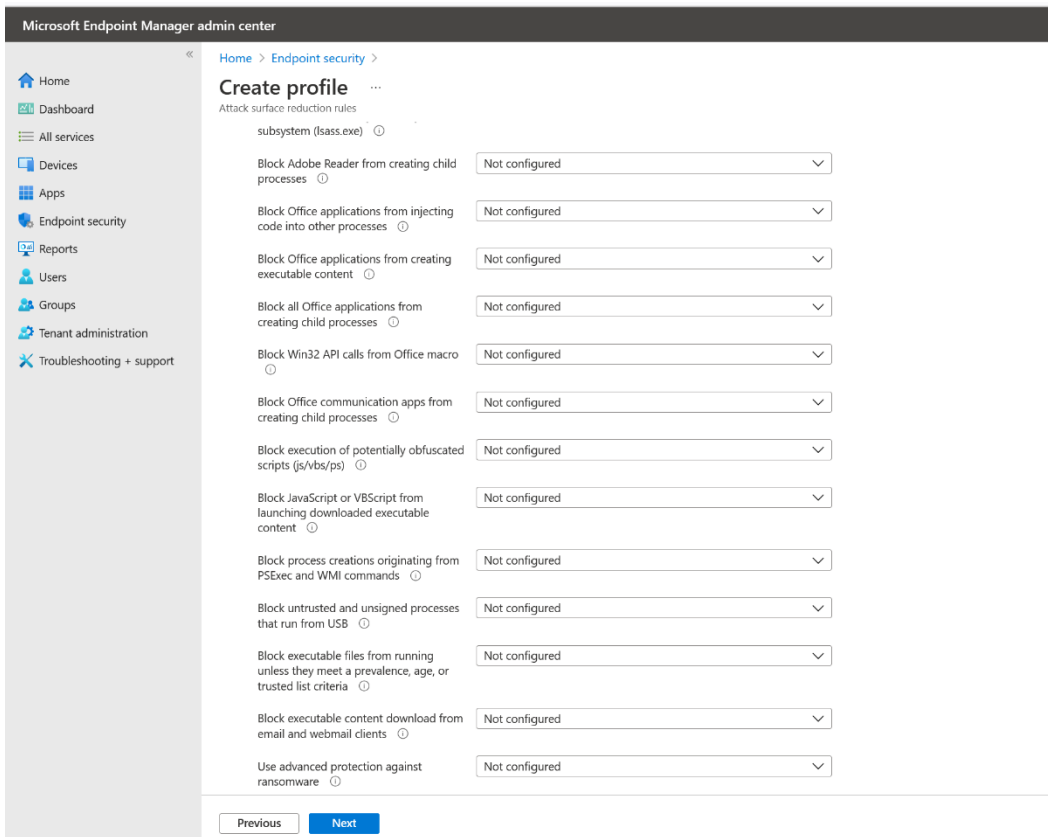 Microsoft Endpoint Manager admin center
«
Home
Dashboard
All services
Devices
Apps
Endpoint security
Reports
Users
Groups
Tenant administration
Troubleshooting + support
Home > Endpoint security >
Create profile ...
Attack surface reduction rules
subsystem (lsass.exe)
Block Adobe Reader from creating child
processes
Not configured
Block Office applications from injecting
code into other processes
Not configured
Block Office applications from creating
executable content
Not configured
Block all Office applications from
creating child processes
Not configured
Block Win32 API calls from Office macro
Not configured
Block Office communication apps from
creating child processes
Not configured
Block execution of potentially obfuscated
scripts (js/vbs/ps)
Not configured
Block JavaScript or VBScript from
launching downloaded executable
content
Not configured
Block process creations originating from
PSExec and WMI commands
Not configured
Block untrusted and unsigned processes
that run from USB
Not configured
Block executable files from running
unless they meet a prevalence, age, or
trusted list criteria
Not configured
Block executable content download from
email and webmail clients
Not configured
Use advanced protection against
ransomware
Not configured
Previous
Next